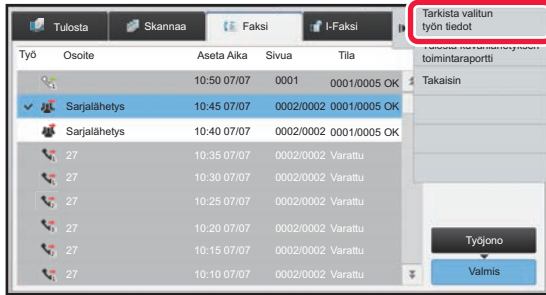 Tulosta Skannaa Faksi I-Faksi
Tarkista valitun
työn tiedot
Työ Osoite Aseta Aika Sivua Tila
Tulosta kuvanlähetyksen
toimintaraportti
Takaisin
10:50 07/07 0001 0001/0005 OK
Sarjalähetys 10:45 07/07 0002/0002 0001/0005 OK
Sarjalähetys 10:40 07/07 0002/0002 0001/0005 OK
27 10:35 07/07 0002/0002 Varattu
27 10:30 07/07 0002/0002 Varattu
27 10:25 07/07 0002/0002 Varattu
27 10:20 07/07 0002/0002 Varattu
27 10:15 07/07 0002/0002 Varattu
27 10:10 07/07 0002/0002 Varattu
Työjono
Valmis